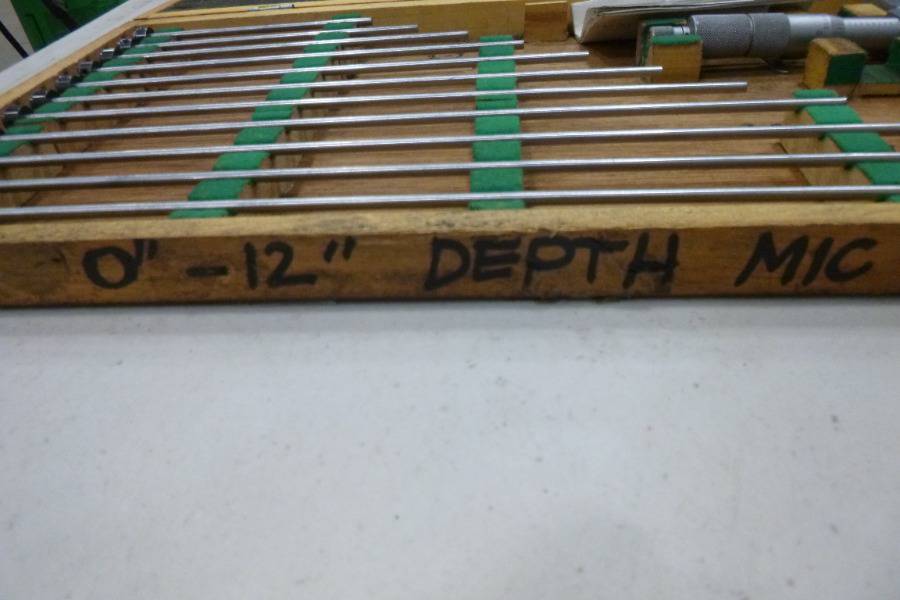 0" - 12" DEPTH MIC